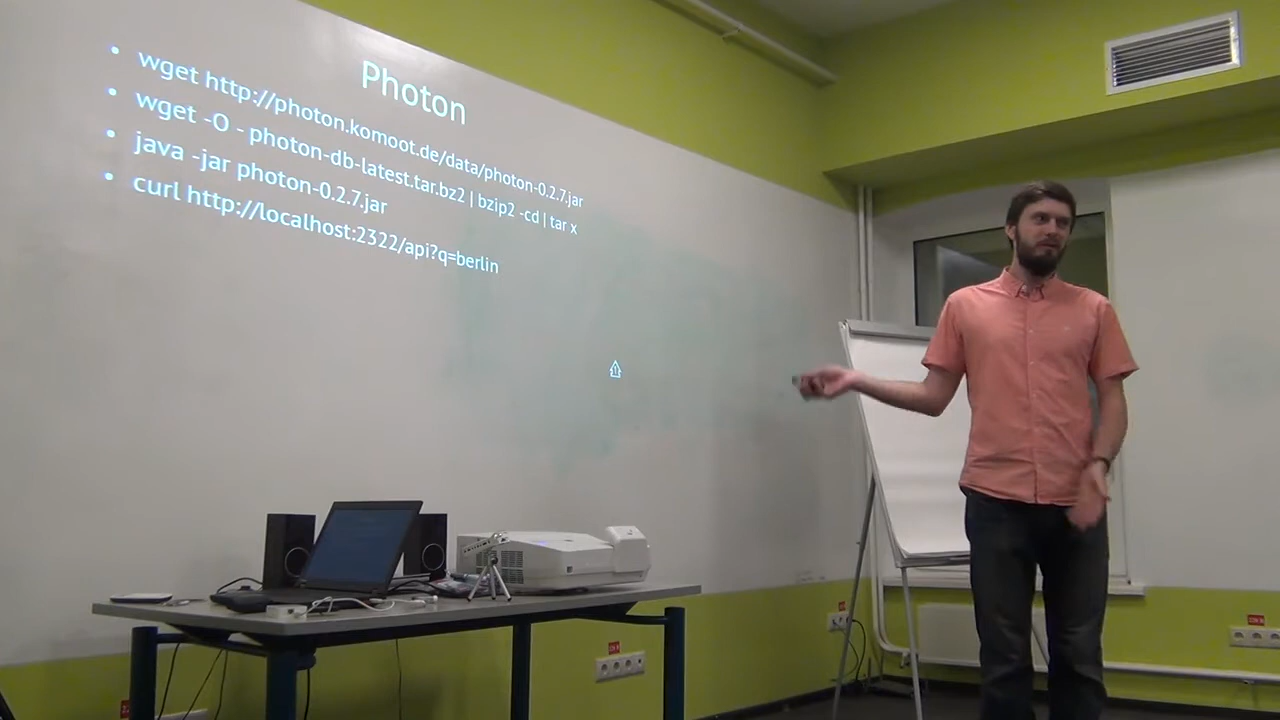 Photon
• wget http://photon.komoot.de/data/photon-0.2.7.jar
• wget -O - photon-db-latest.tar.bz2 | bzip2 -cd | tar x
• java -jar photon-0.2.7.jar
• curl http://localhost:2322/api?q=berlin